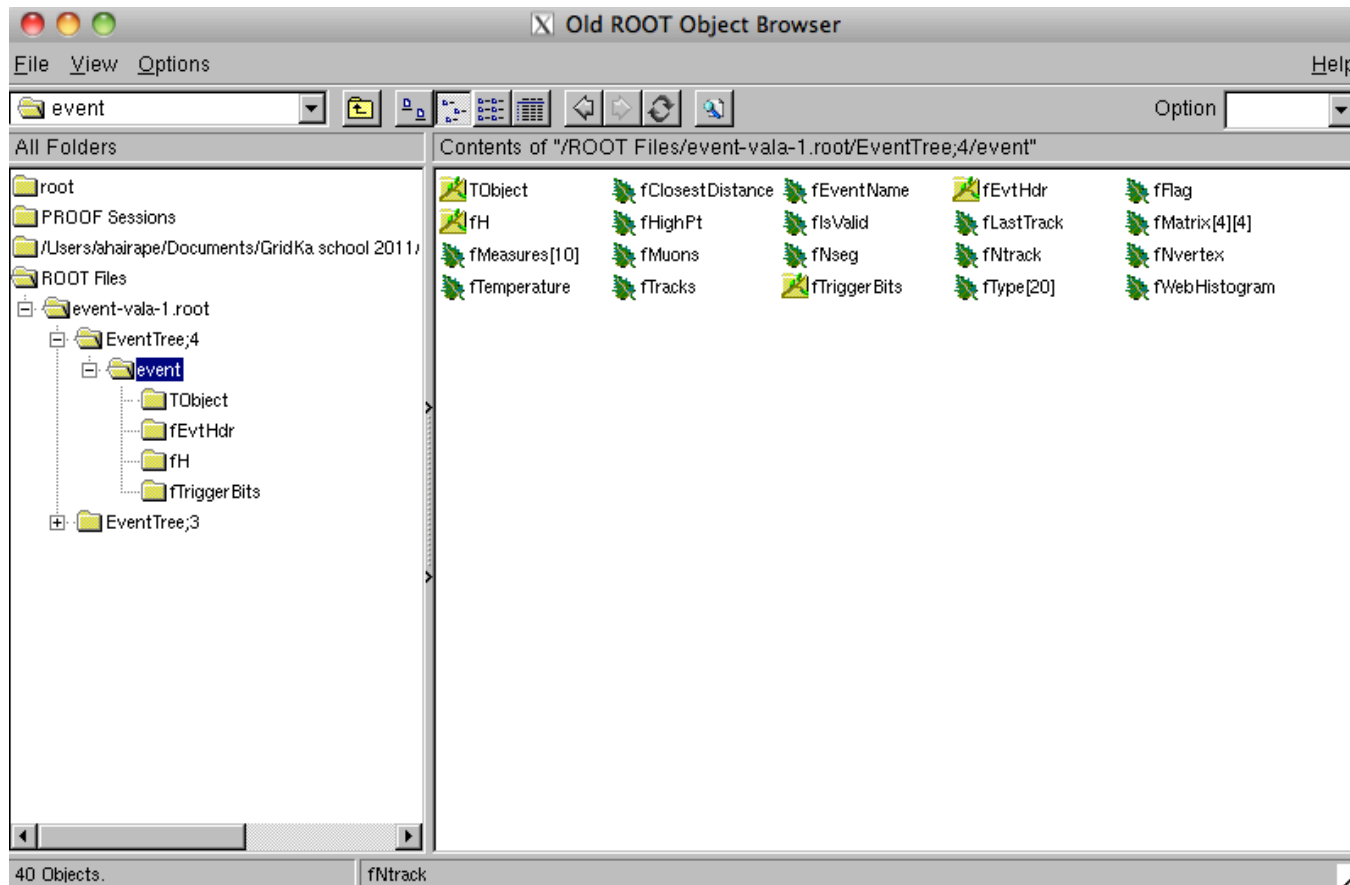 Old ROOT Object Browser
File View Options Help
event Option
All Folders
Contents of "/ROOT Files/event-vala-1.root/EventTree;4/event"
root
PROOF Sessions
/Users/ahairape/Documents/GridKa school 2011/
ROOT Files
event-vala-1.root
EventTree;4
event
TObject
fEvtHdr
fH
fTriggerBits
EventTree;3
TObject fClosestDistance fEventName fEvtHdr fFlag
fH fHighPt fIsValid fLastTrack fMatrix[4][4]
fMeasures[10] fMuons fNseg fNtrack fNvertex
fTemperature fTracks fTriggerBits fType[20] fWebHistogram
40 Objects. fNtrack